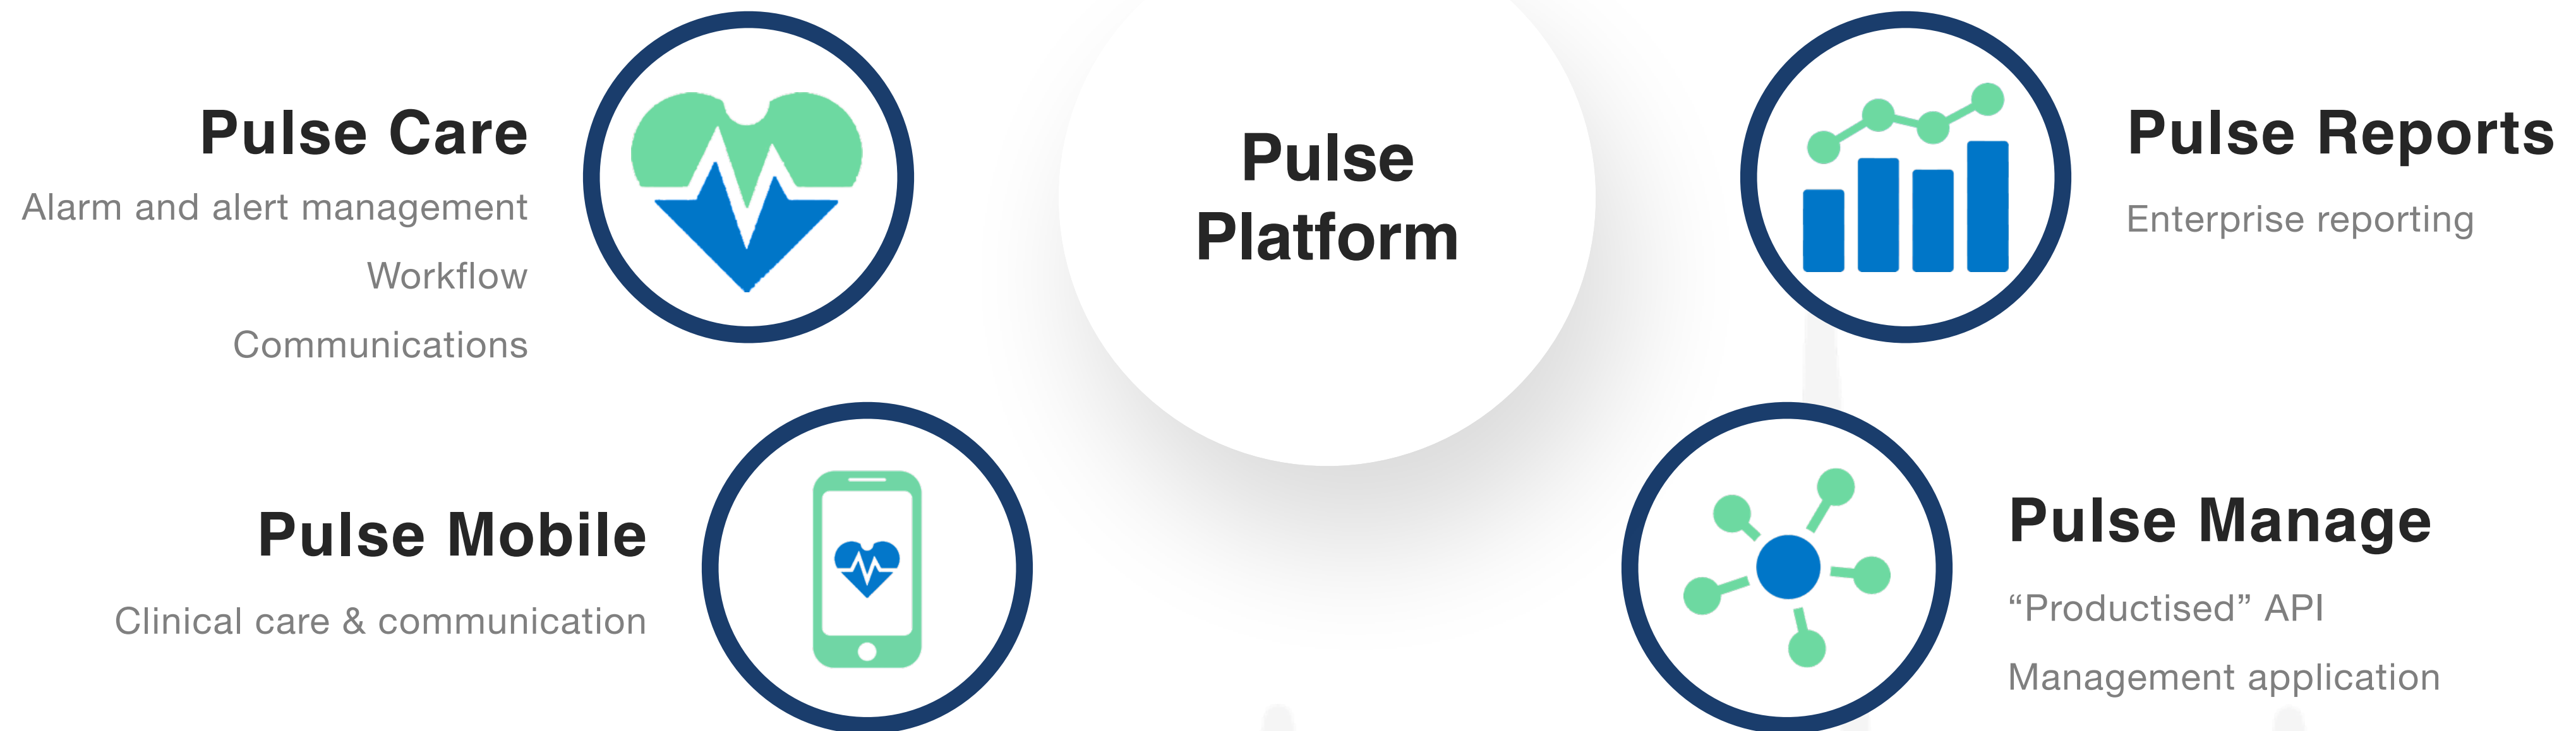 Pulse Care
Alarm and alert management
Workflow
Communications
Pulse
Platform
Pulse Reports
Enterprise reporting
Pulse Mobile
Clinical care & communication
Pulse Manage
“Productised” API
Management application